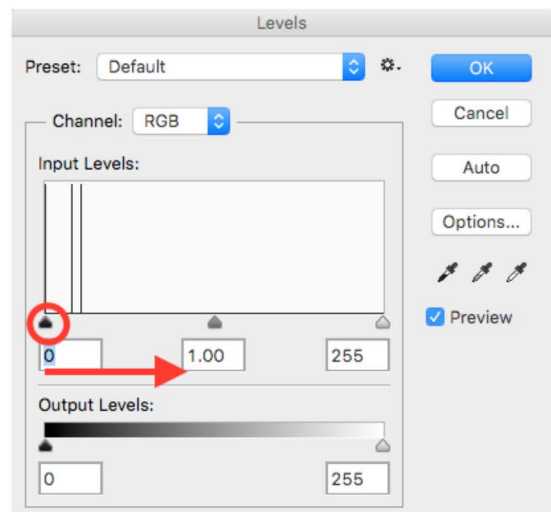 Levels
Preset: Default
OK
Channel: RGB
Cancel
Input Levels:
Auto
Options...
Preview
0 1.00 255
Output Levels:
0 255